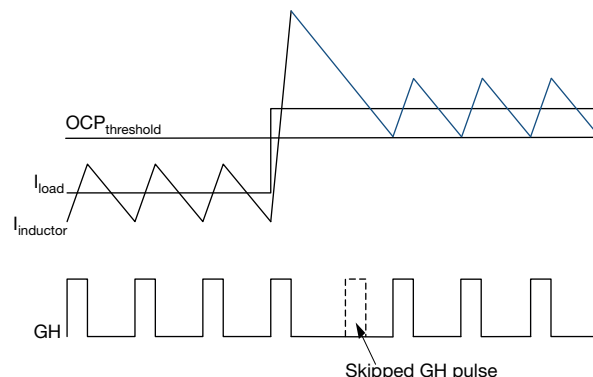 OCPthreshold
Iload
Iinductor
GH
Skipped GH pulse